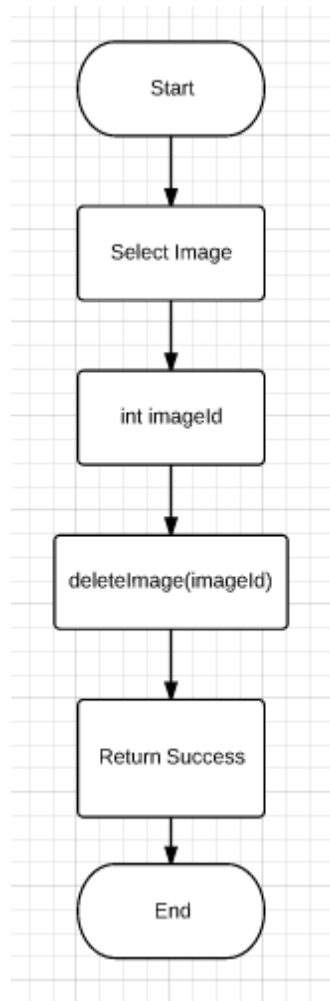 Start
Select Image
int imageId
deleteImage(imageId)
Return Success
End